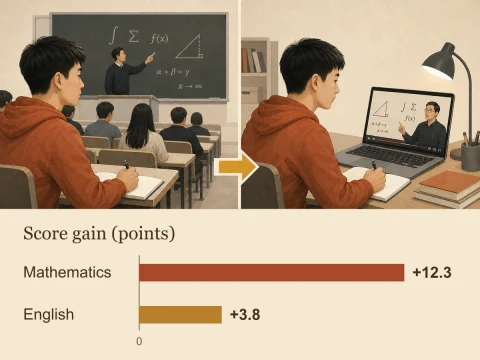 ∫ Σ f(x)
α + β = γ
x → ∞
∫ Σ
f(x)
Score gain (points)
Mathematics +12.3
English +3.8
0